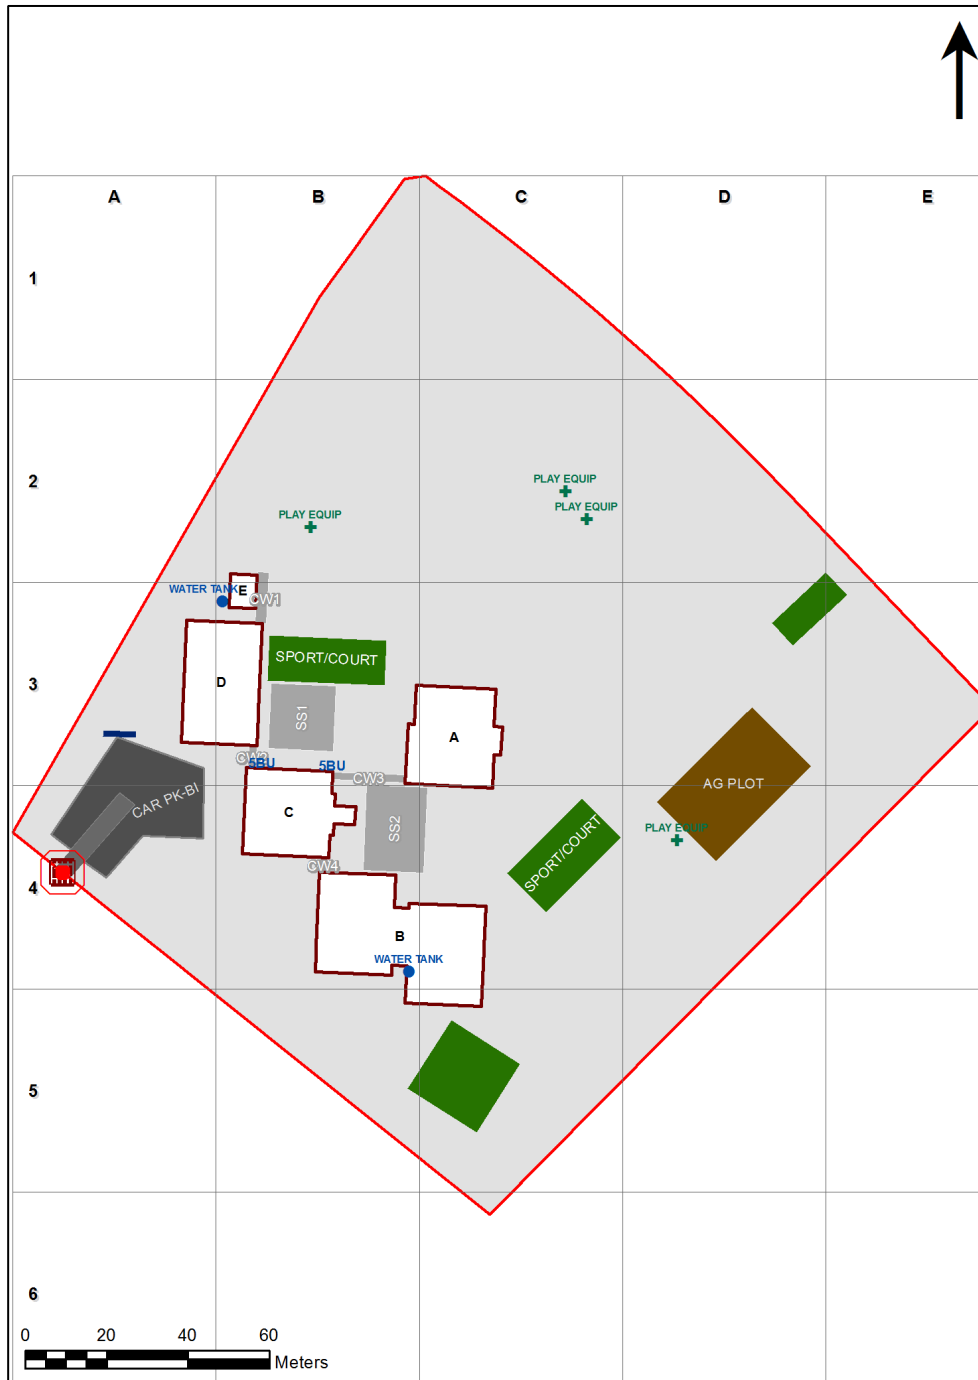 A B C D E
1
2
PLAY EQUIP
PLAY EQUIP
PLAY EQUIP
WATER TANK
E
CW1
3
SPORT/COURT
D
SS1
A
CW2
5BU
5BU
CW3
AG PLOT
CAR PK-BI
C
SS2
PLAY EQUIP
SPORT/COURT
CW4
4
B
WATER TANK
5
6
0 20 40 60
Meters